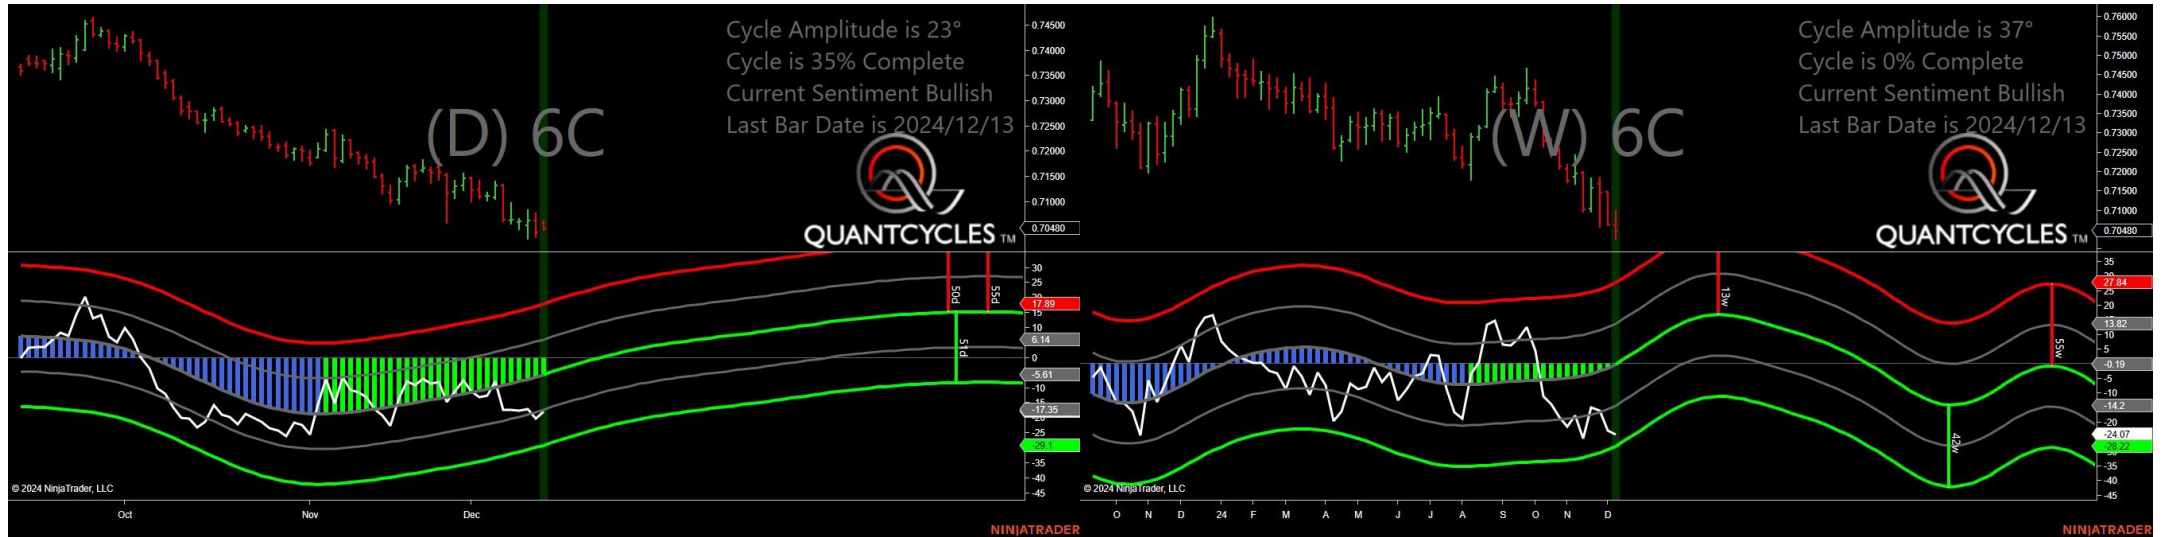 Cycle Amplitude is 23°
Cycle is 35% Complete
Current Sentiment Bullish
Last Bar Date is 2024/12/13
(D) 6C
QUANTCYCLES TM
0.74500
0.74000
0.73500
0.73000
0.72500
0.72000
0.71500
0.71000
0.70480
50d
55d
51d
30
25
17.89
15
10
6.14
0
-5.61
-10
-15
-17.35
-25
-29.1
-35
-40
-45
© 2024 NinjaTrader, LLC
Oct
Nov
Dec
NINJATRADER
Cycle Amplitude is 37°
Cycle is 0% Complete
Current Sentiment Bullish
Last Bar Date is 2024/12/13
(W) 6C
QUANTCYCLES TM
0.76000
0.75500
0.75000
0.74500
0.74000
0.73500
0.73000
0.72500
0.72000
0.71500
0.71000
0.70480
13w
55w
42w
35
27.84
25
20
13.82
10
5
-0.19
-5
-10
-14.2
-20
-24.07
-28.22
-35
-40
-45
© 2024 NinjaTrader, LLC
O N D 24 F M A M J J A S O N D
NINJATRADER